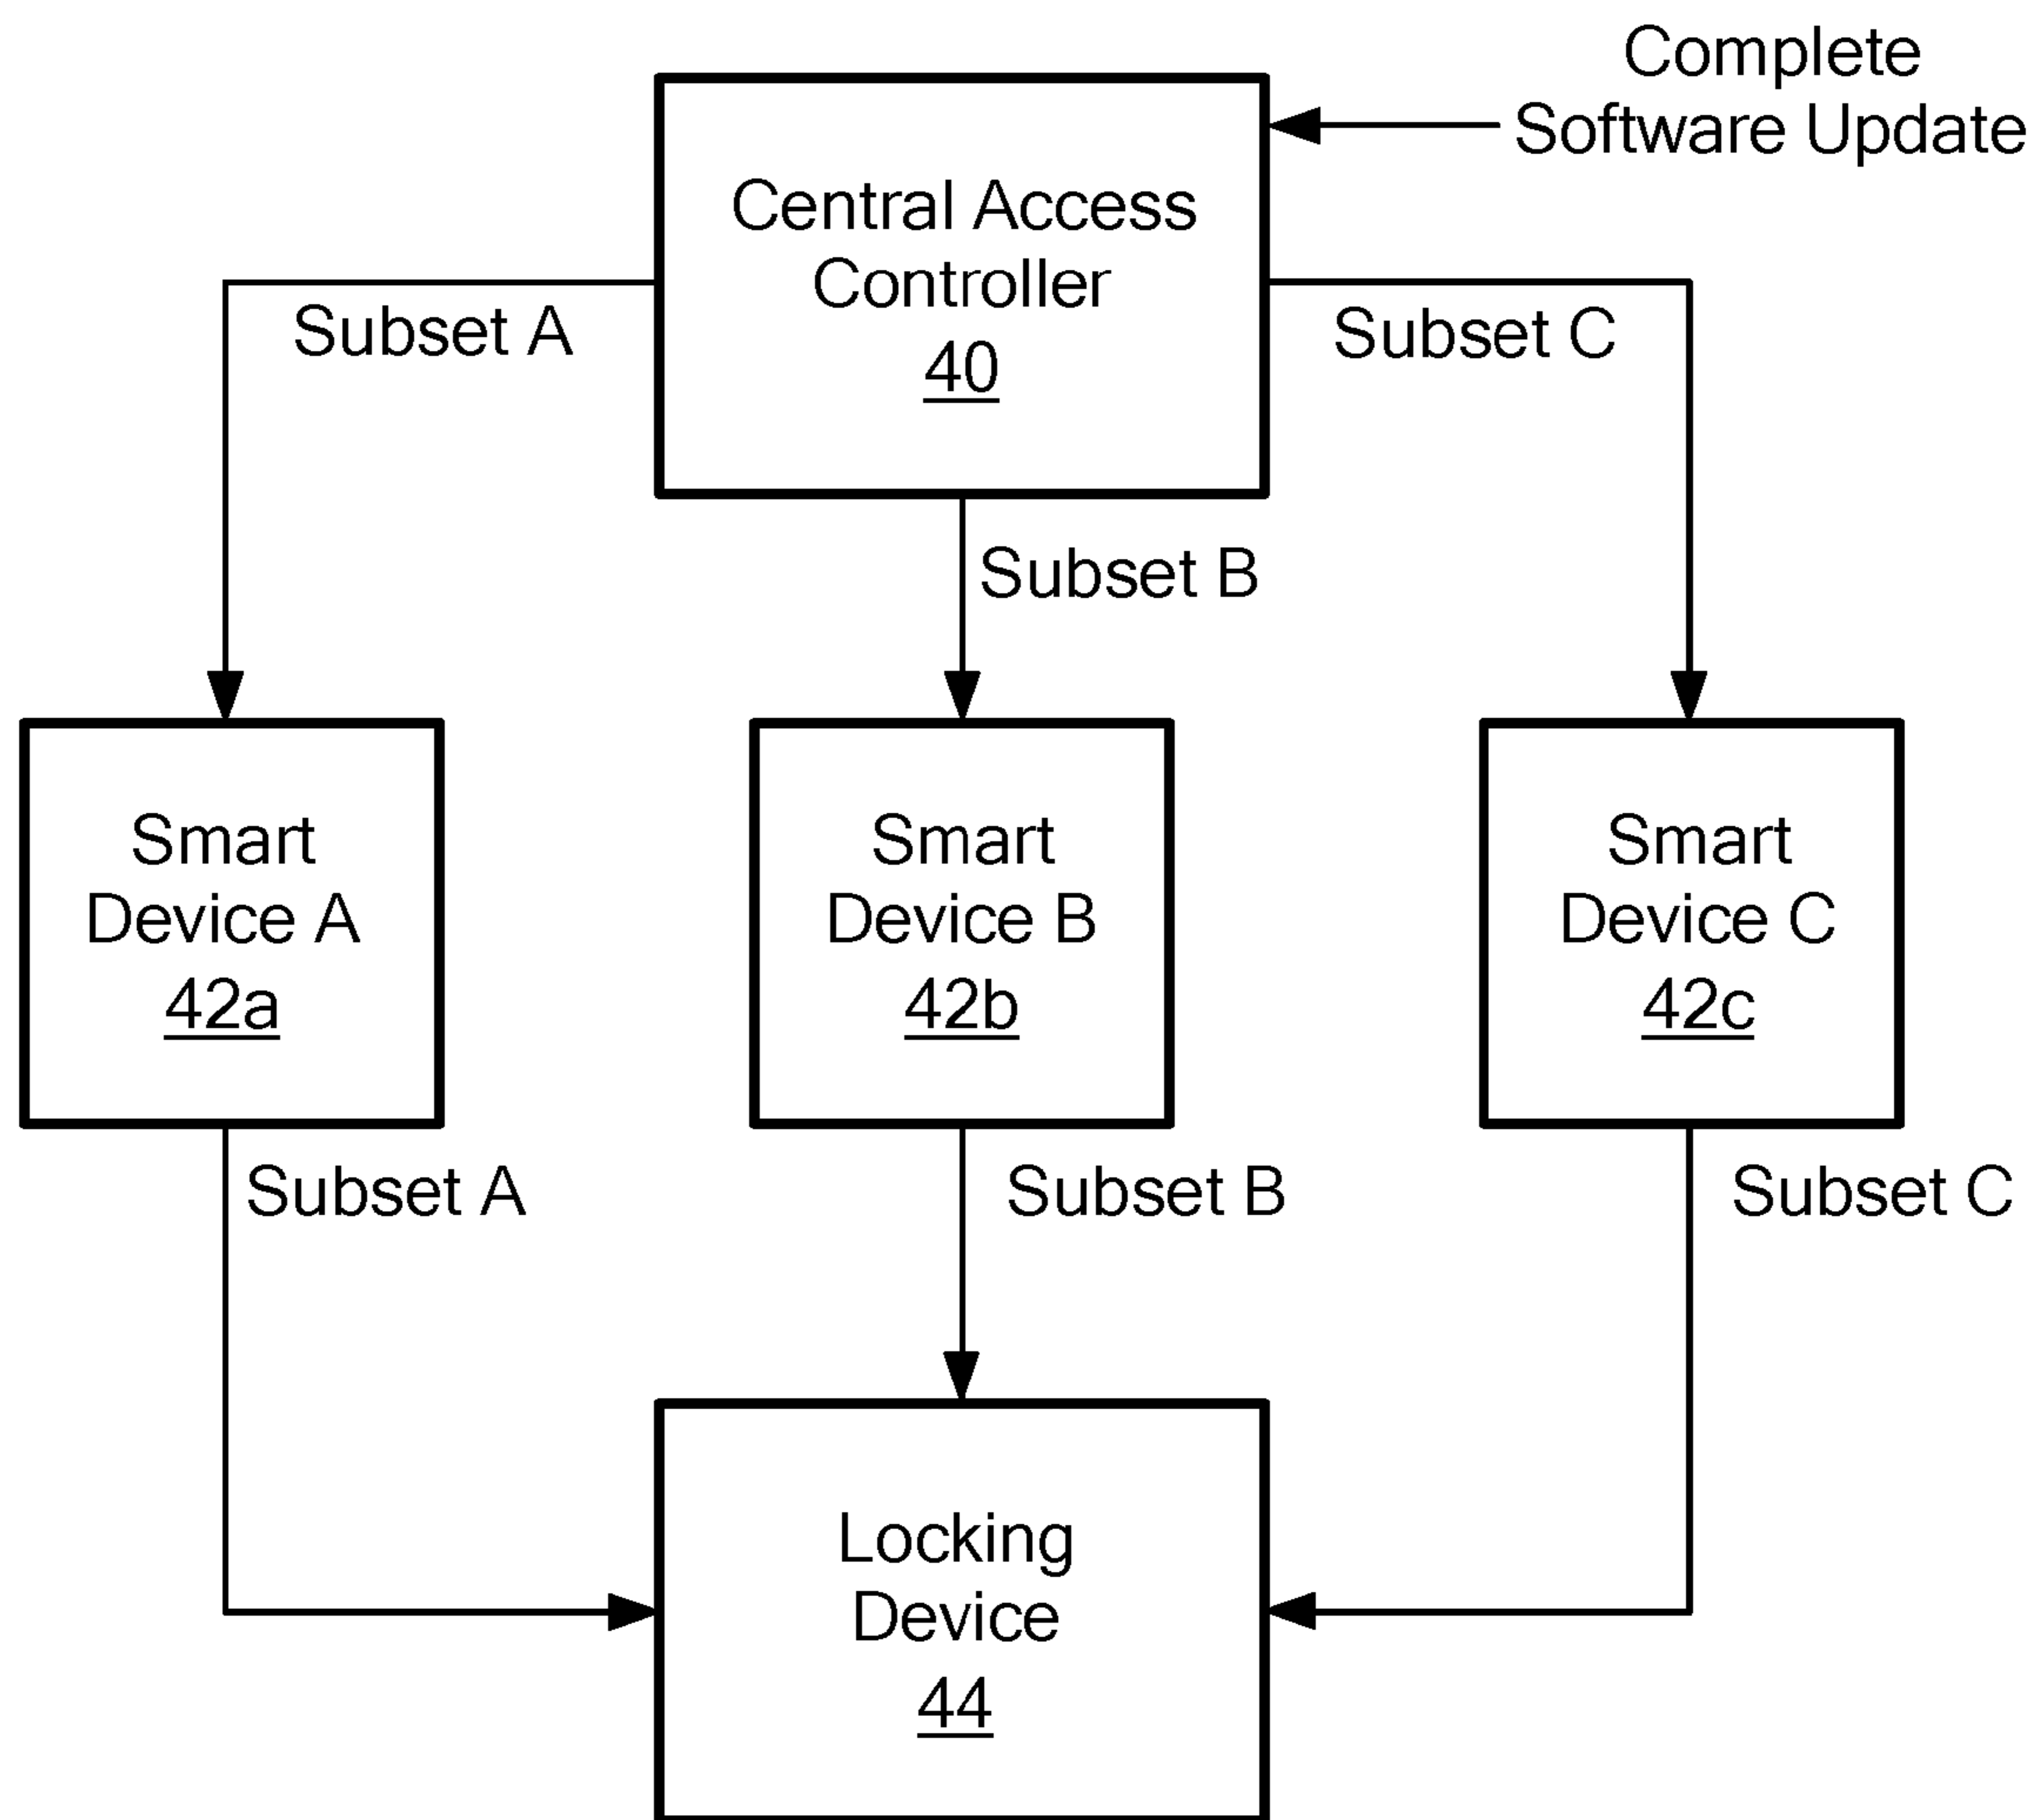 Complete
Software Update
Central Access
Controller
40
Subset A
Subset C
Subset B
Smart
Device A
42a
Smart
Device B
42b
Smart
Device C
42c
Subset A
Subset B
Subset C
Locking
Device
44